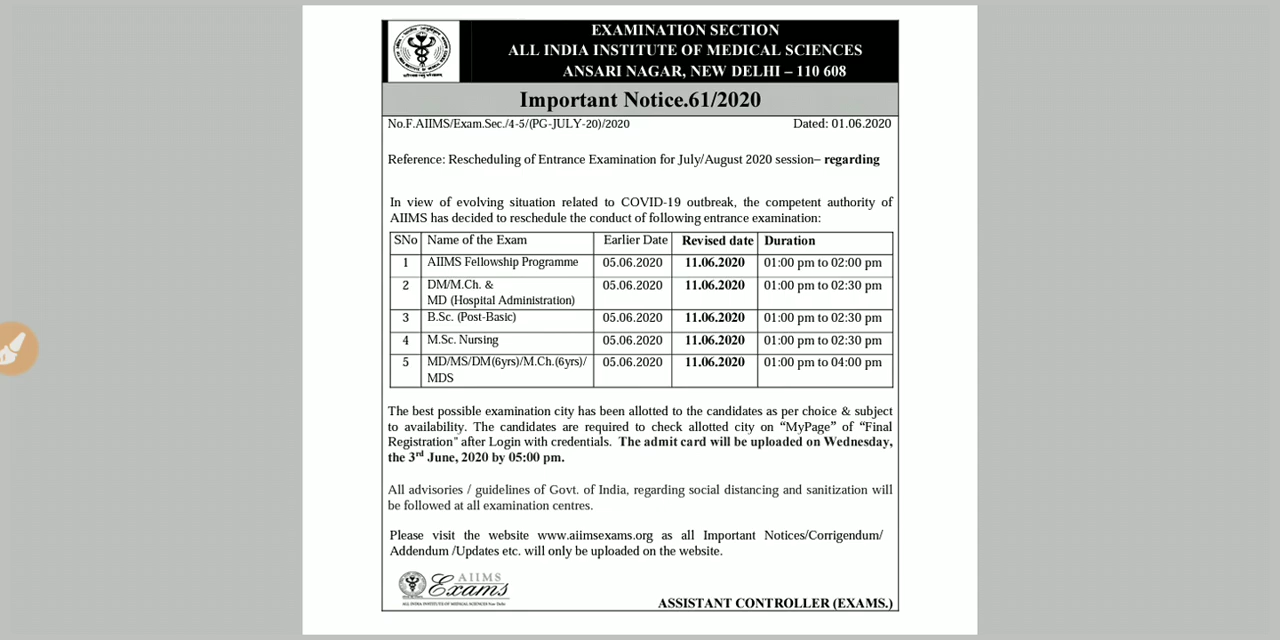 EXAMINATION SECTION
ALL INDIA INSTITUTE OF MEDICAL SCIENCES
ANSARI NAGAR, NEW DELHI – 110 608
Important Notice.61/2020
No.F.AIIMS/Exam.Sec./4-5/(PG-JULY-20)/2020 Dated: 01.06.2020
Reference: Rescheduling of Entrance Examination for July/August 2020 session– regarding
In view of evolving situation related to COVID-19 outbreak, the competent authority of
AIIMS has decided to reschedule the conduct of following entrance examination:
SNo Name of the Exam Earlier Date Revised date Duration
1 AIIMS Fellowship Programme 05.06.2020 11.06.2020 01:00 pm to 02:00 pm
2 DM/M.Ch. & 05.06.2020 11.06.2020 01:00 pm to 02:30 pm
MD (Hospital Administration)
3 B.Sc. (Post-Basic) 05.06.2020 11.06.2020 01:00 pm to 02:30 pm
4 M.Sc. Nursing 05.06.2020 11.06.2020 01:00 pm to 02:30 pm
5 MD/MS/DM(6yrs)/M.Ch.(6yrs)/ 05.06.2020 11.06.2020 01:00 pm to 04:00 pm
MDS
The best possible examination city has been allotted to the candidates as per choice & subject
to availability. The candidates are required to check allotted city on “MyPage” of “Final
Registration" after Login with credentials. The admit card will be uploaded on Wednesday,
the 3rd June, 2020 by 05:00 pm.
All advisories / guidelines of Govt. of India, regarding social distancing and sanitization will
be followed at all examination centres.
Please visit the website www.aiimsexams.org as all Important Notices/Corrigendum/
Addendum /Updates etc. will only be uploaded on the website.
AIIMS
Exams
ALL INDIA INSTITUTE OF MEDICAL SCIENCES New Delhi
ASSISTANT CONTROLLER (EXAMS.)